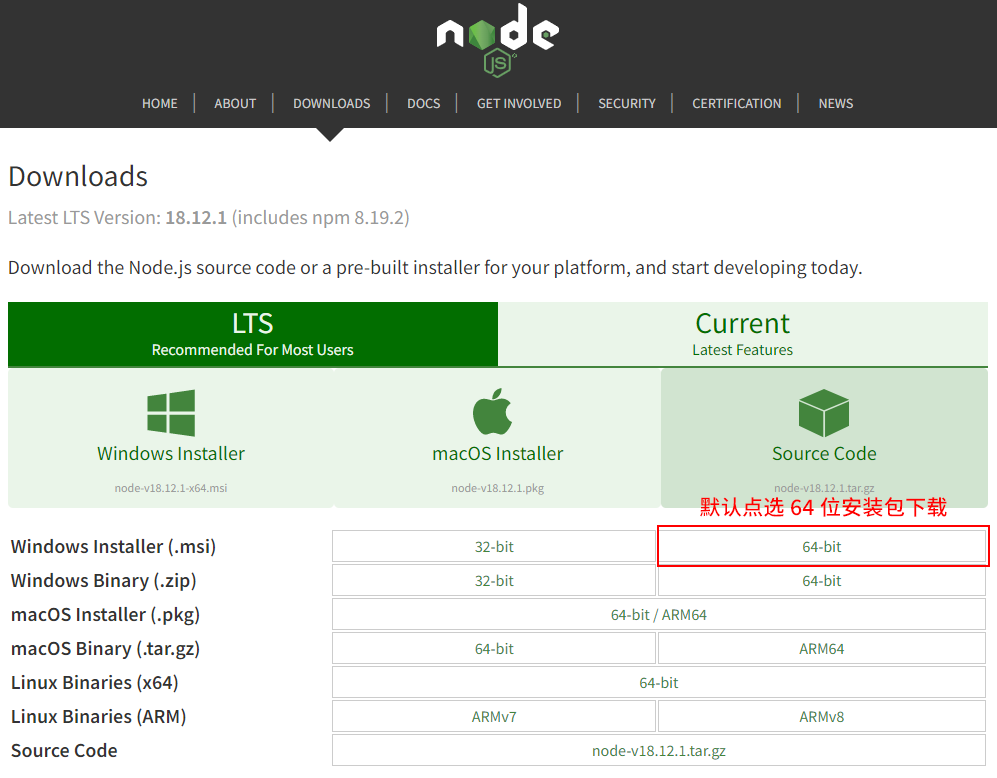 node
JS
HOME ABOUT DOWNLOADS DOCS GET INVOLVED SECURITY CERTIFICATION NEWS
Downloads
Latest LTS Version: 18.12.1 (includes npm 8.19.2)
Download the Node.js source code or a pre-built installer for your platform, and start developing today.
LTS
Recommended For Most Users
Current
Latest Features
Windows Installer
node-v18.12.1-x64.msi
macOS Installer
node-v18.12.1.pkg
Source Code
node-v18.12.1.tar.gz
默认点选 64 位安装包下载
Windows Installer (.msi) 32-bit 64-bit
Windows Binary (.zip) 32-bit 64-bit
macOS Installer (.pkg) 64-bit / ARM64
macOS Binary (.tar.gz) 64-bit ARM64
Linux Binaries (x64) 64-bit
Linux Binaries (ARM) ARMv7 ARMv8
Source Code node-v18.12.1.tar.gz